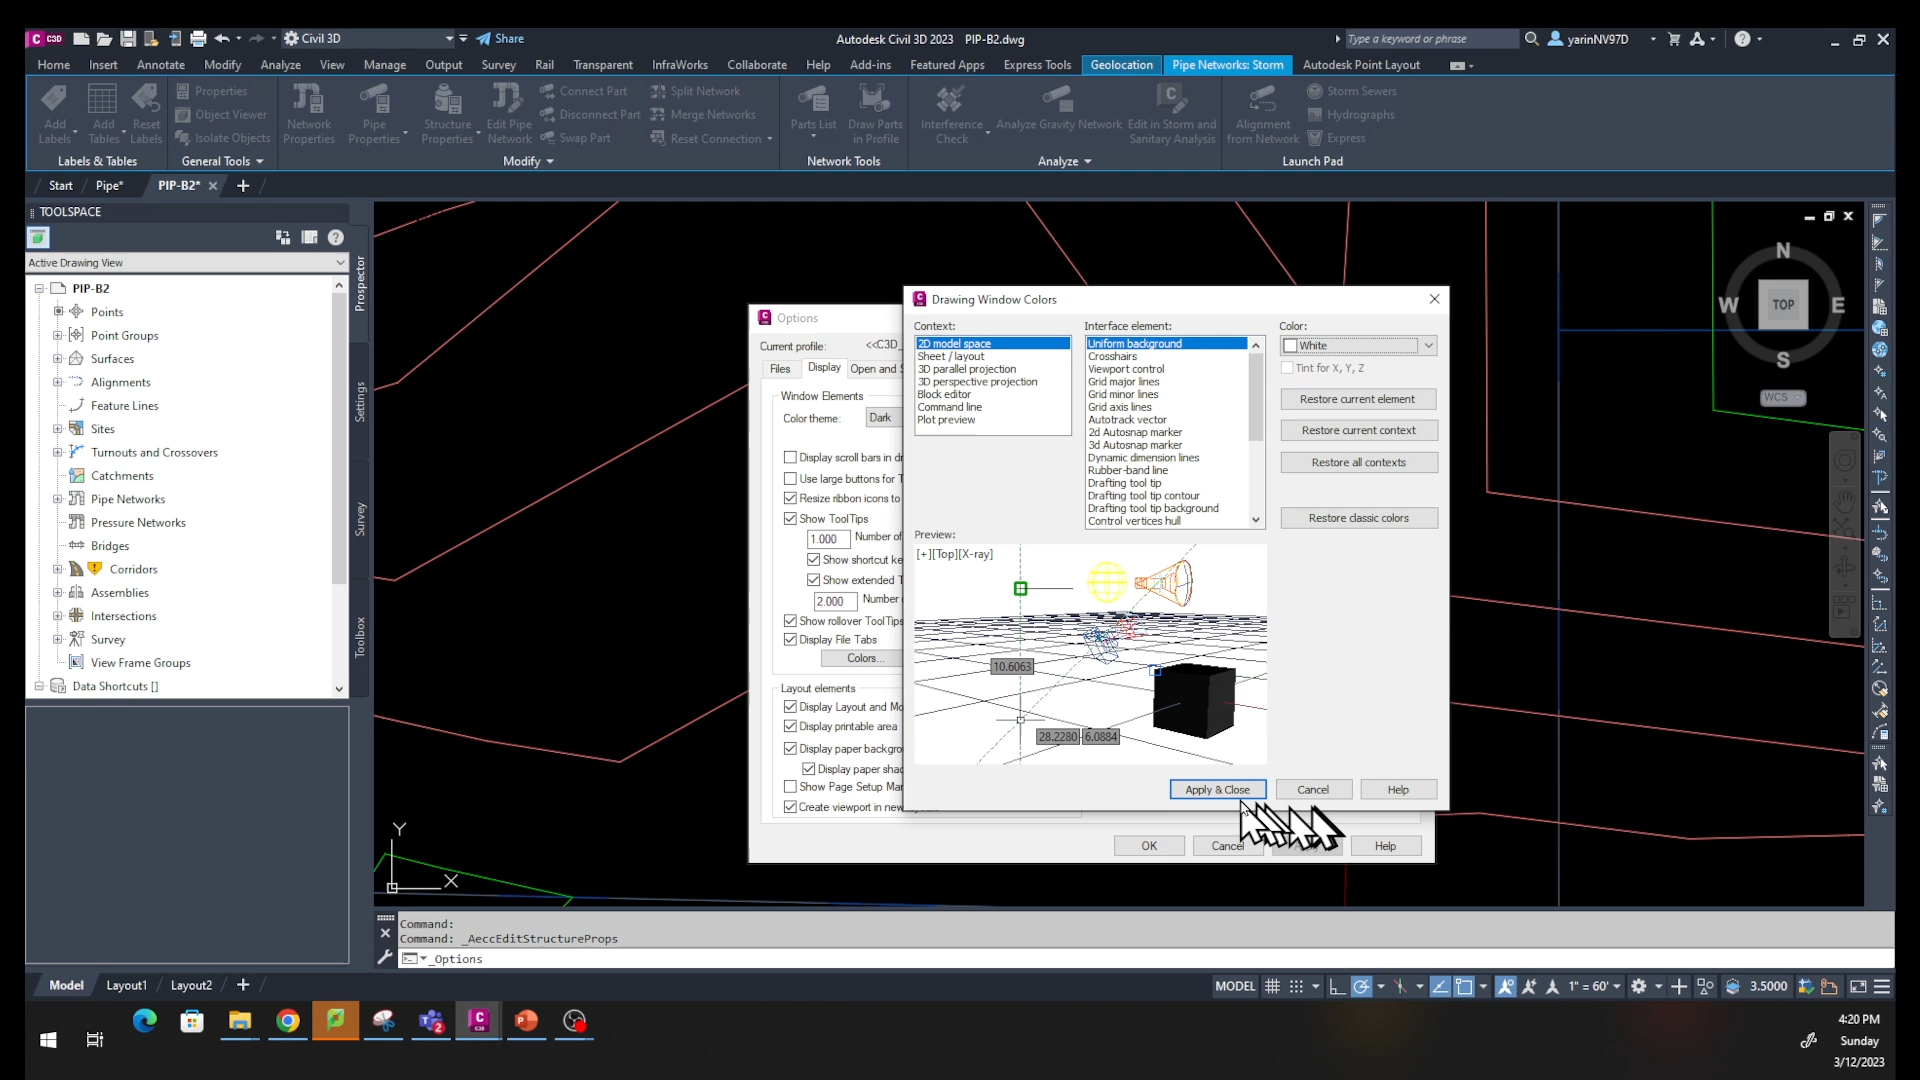 C3D Civil 3D Share Autodesk Civil 3D 2023 PIP-B2.dwg Type a keyword or phrase yarinNV97D
Home Insert Annotate Modify Analyze View Manage Output Survey Rail Transparent InfraWorks Collaborate Help Add-ins Featured Apps Express Tools Geolocation Pipe Networks: Storm Autodesk Point Layout
Add Labels
Add Tables
Reset Labels
Labels & Tables
Properties
Object Viewer
Isolate Objects
General Tools
Network Properties
Pipe Properties
Structure Properties
Edit Pipe Network
Connect Part
Disconnect Part
Swap Part
Split Network
Merge Networks
Reset Connection
Modify
Parts List
Draw Parts in Profile
Network Tools
Interference Check
Analyze Gravity Network
Edit in Storm and Sanitary Analysis
Analyze
Alignment from Network
Storm Sewers
Hydrographs
Express
Launch Pad
Start Pipe* PIP-B2*
TOOLSPACE
Active Drawing View
PIP-B2
Points
Point Groups
Surfaces
Alignments
Feature Lines
Sites
Turnouts and Crossovers
Catchments
Pipe Networks
Pressure Networks
Bridges
Corridors
Assemblies
Intersections
Survey
View Frame Groups
Data Shortcuts []
Prospector
Settings
Survey
Toolbox
Options
Current profile: <<C3D_
Files Display Open and S
Window Elements
Color theme: Dark
Display scroll bars in dr
Use large buttons for T
Resize ribbon icons to
Show ToolTips
1.000 Number of
Show shortcut ke
Show extended T
2.000 Number
Show rollover ToolTips
Display File Tabs
Colors...
Layout elements
Display Layout and Mo
Display printable area
Display paper backgrou
Display paper shad
Show Page Setup Man
Create viewport in new
OK Cancel Help
Drawing Window Colors
Context:
2D model space
Sheet / layout
3D parallel projection
3D perspective projection
Block editor
Command line
Plot preview
Interface element:
Uniform background
Crosshairs
Viewport control
Grid major lines
Grid minor lines
Grid axis lines
Autotrack vector
2d Autosnap marker
3d Autosnap marker
Dynamic dimension lines
Rubber-band line
Drafting tool tip
Drafting tool tip contour
Drafting tool tip background
Control vertices hull
Color:
White
Tint for X, Y, Z
Restore current element
Restore current context
Restore all contexts
Restore classic colors
Preview:
[+][Top][X-ray]
10.6063
28.2280 6.0884
Apply & Close Cancel Help
N
W TOP E
S
WCS
Y
X
Command:
Command: _AeccEditStructureProps
_Options
Model Layout1 Layout2
MODEL 1" = 60' 3.5000
4:20 PM
Sunday
3/12/2023